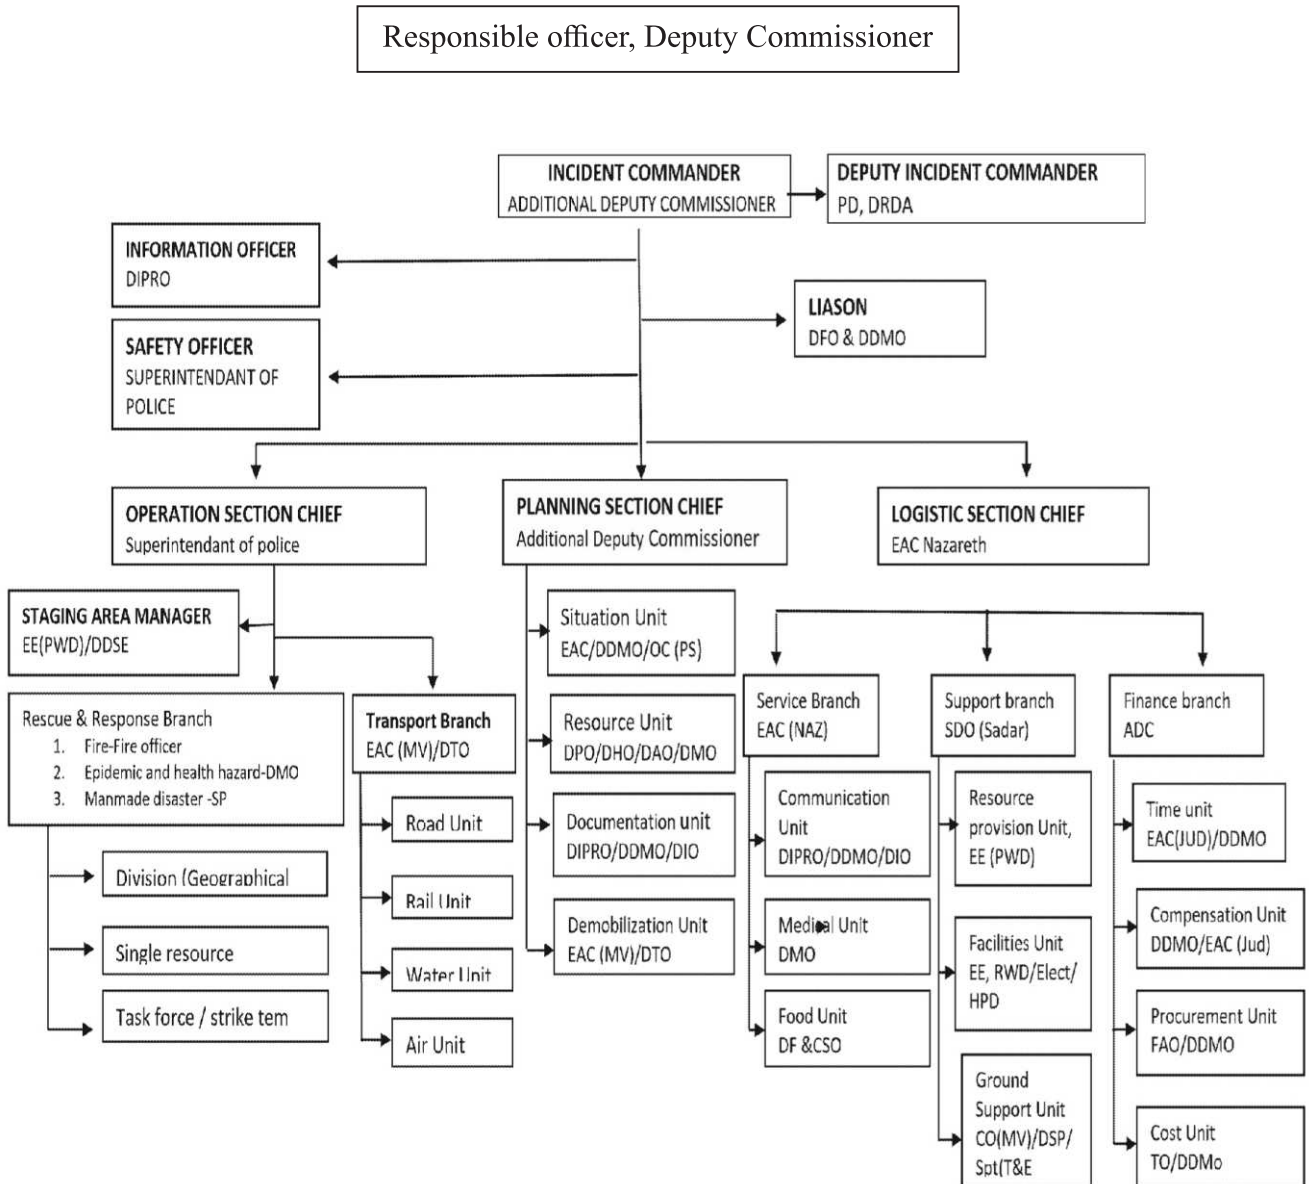 Responsible officer, Deputy Commissioner
INCIDENT COMMANDER
ADDITIONAL DEPUTY COMMISSIONER
DEPUTY INCIDENT COMMANDER
PD, DRDA
INFORMATION OFFICER
DIPRO
LIASON
DFO & DDMO
SAFETY OFFICER
SUPERINTENDANT OF
POLICE
OPERATION SECTION CHIEF
Superintendant of police
PLANNING SECTION CHIEF
Additional Deputy Commissioner
LOGISTIC SECTION CHIEF
EAC Nazareth
STAGING AREA MANAGER
EE(PWD)/DDSE
Rescue & Response Branch
1. Fire-Fire officer
2. Epidemic and health hazard-DMO
3. Manmade disaster -SP
Division (Geographical
Single resource
Task force / strike tem
Transport Branch
EAC (MV)/DTO
Road Unit
Rail Unit
Water Unit
Air Unit
Situation Unit
EAC/DDMO/OC (PS)
Resource Unit
DPO/DHO/DAO/DMO
Documentation unit
DIPRO/DDMO/DIO
Demobilization Unit
EAC (MV)/DTO
Service Branch
EAC (NAZ)
Communication
Unit
DIPRO/DDMO/DIO
Medical Unit
DMO
Food Unit
DF &CSO
Support branch
SDO (Sadar)
Resource
provision Unit,
EE (PWD)
Facilities Unit
EE, RWD/Elect/
HPD
Ground
Support Unit
CO(MV)/DSP/
Spt(T&E
Finance branch
ADC
Time unit
EAC(JUD)/DDMO
Compensation Unit
DDMO/EAC (Jud)
Procurement Unit
FAO/DDMO
Cost Unit
TO/DDMo